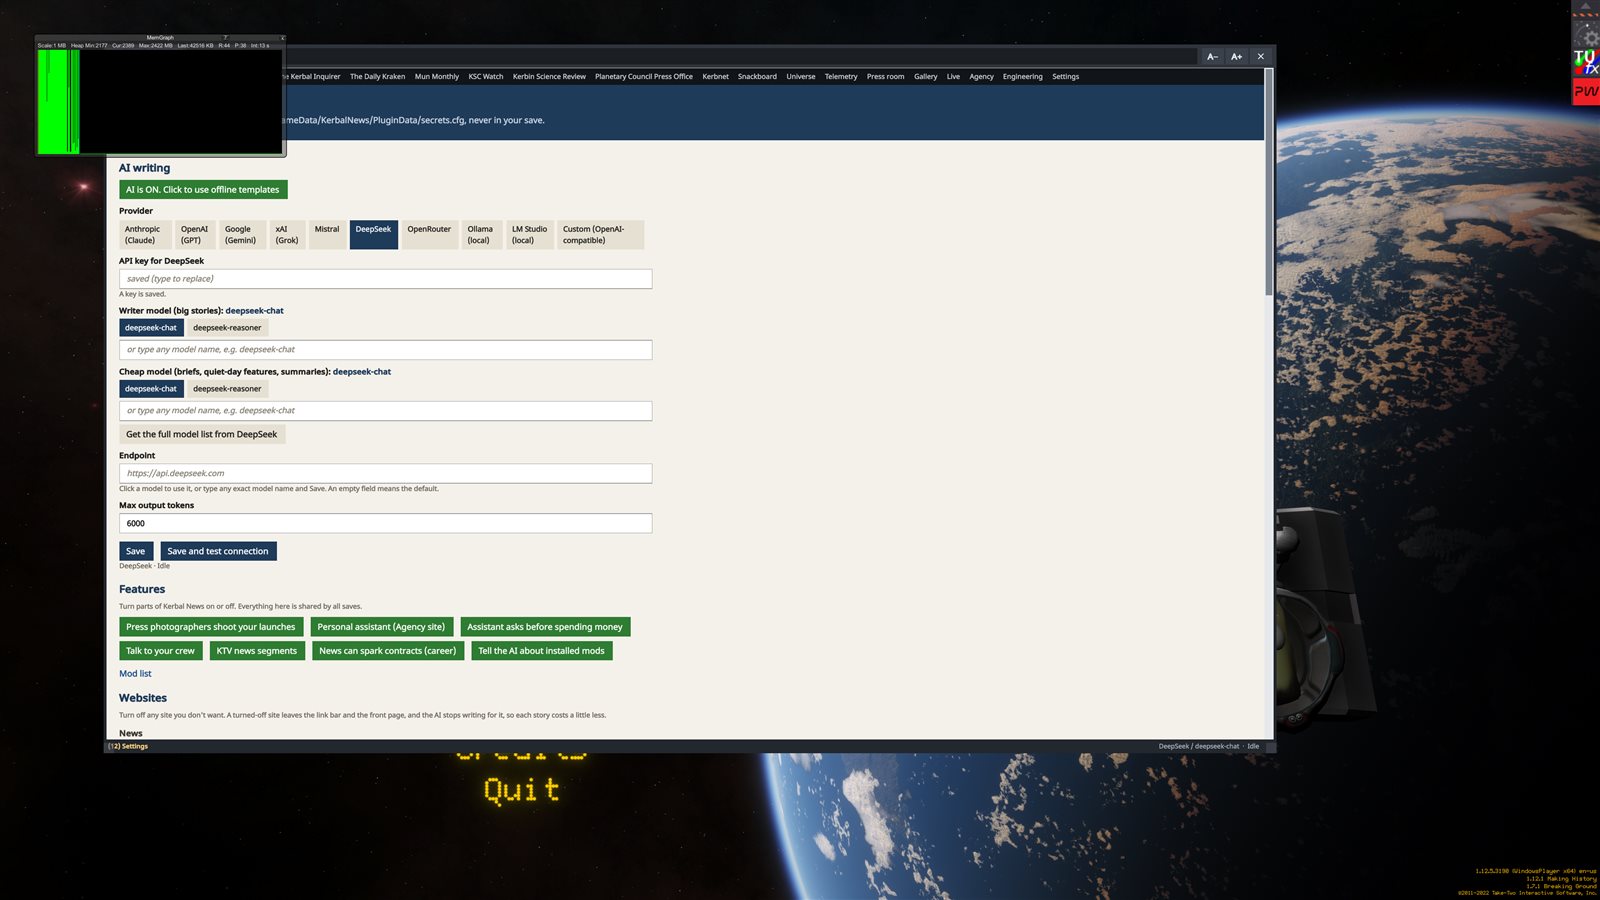 MemGraph ? x
Scale:1 MB Heap Min:2177 Cur:2389 Max:2422 MB Last:42516 KB R:44 P:38 Int:13 s
A− A+ ✕
e Kerbal Inquirer The Daily Kraken Mun Monthly KSC Watch Kerbin Science Review Planetary Council Press Office Kerbnet Snackboard Universe Telemetry Press room Gallery Live Agency Engineering Settings
ameData/KerbalNews/PluginData/secrets.cfg, never in your save.
AI writing
AI is ON. Click to use offline templates
Provider
Anthropic (Claude)
OpenAI (GPT)
Google (Gemini)
xAI (Grok)
Mistral
DeepSeek
OpenRouter
Ollama (local)
LM Studio (local)
Custom (OpenAI-compatible)
API key for DeepSeek
saved (type to replace)
A key is saved.
Writer model (big stories): deepseek-chat
deepseek-chat deepseek-reasoner
or type any model name, e.g. deepseek-chat
Cheap model (briefs, quiet-day features, summaries): deepseek-chat
deepseek-chat deepseek-reasoner
or type any model name, e.g. deepseek-chat
Get the full model list from DeepSeek
Endpoint
https://api.deepseek.com
Click a model to use it, or type any exact model name and Save. An empty field means the default.
Max output tokens
6000
Save Save and test connection
DeepSeek · Idle
Features
Turn parts of Kerbal News on or off. Everything here is shared by all saves.
Press photographers shoot your launches Personal assistant (Agency site) Assistant asks before spending money
Talk to your crew KTV news segments News can spark contracts (career) Tell the AI about installed mods
Mod list
Websites
Turn off any site you don't want. A turned-off site leaves the link bar and the front page, and the AI stops writing for it, so each story costs a little less.
News
(12) Settings DeepSeek / deepseek-chat · Idle
Quit
TU
TX
PW
1.12.5.3190 (WindowsPlayer x64) en-us
1.12.1 Making History
1.7.1 Breaking Ground
©2011-2022 Take-Two Interactive Software, Inc.